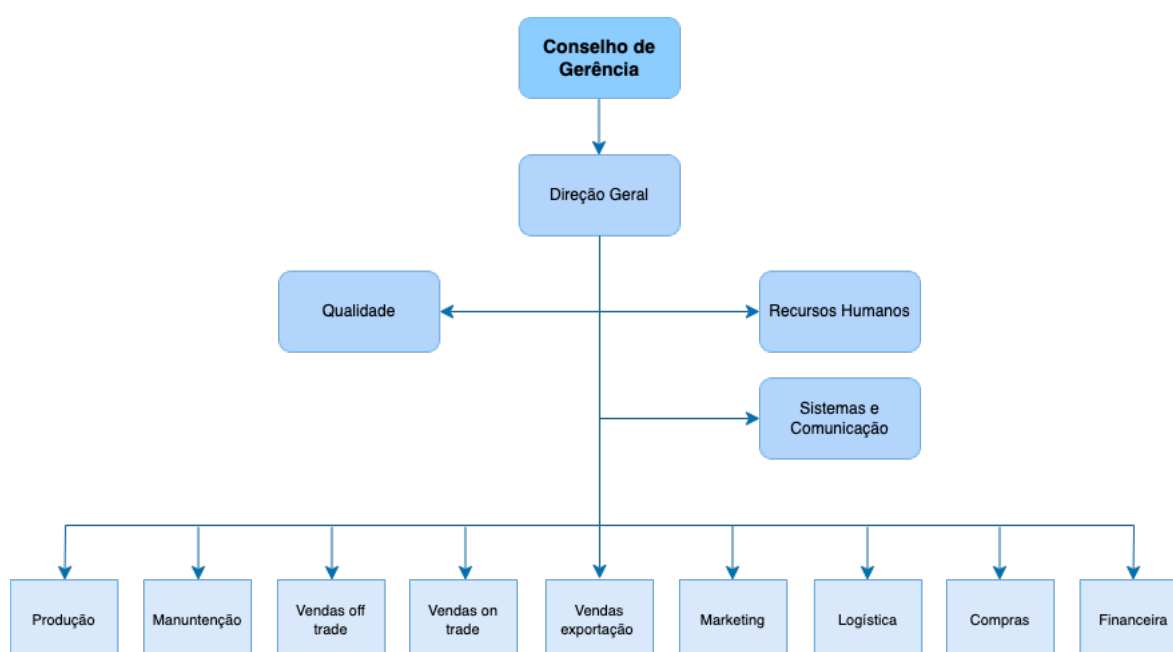 Conselho de
Gerência
Direção Geral
Qualidade
Recursos Humanos
Sistemas e
Comunicação
Produção
Manuntenção
Vendas off
trade
Vendas on
trade
Vendas
exportação
Marketing
Logística
Compras
Financeira